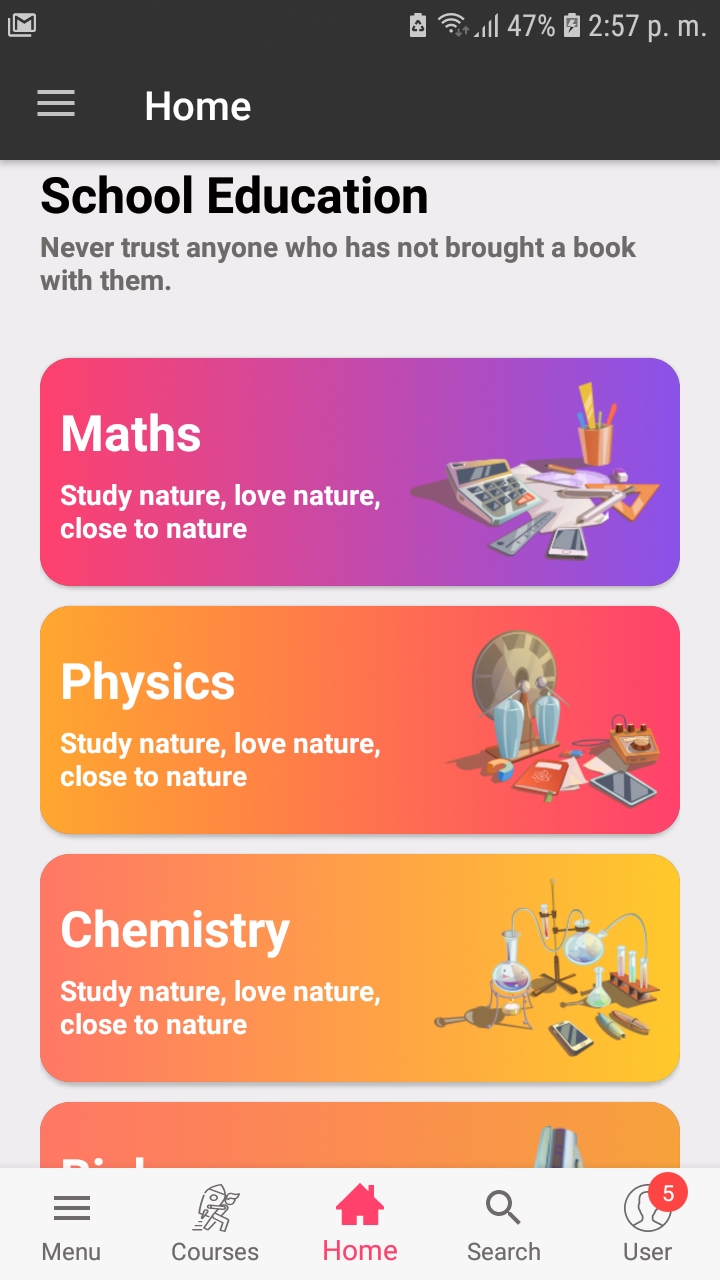 47% 2:57 p. m.
Home
School Education
Never trust anyone who has not brought a book
with them.
Maths
Study nature, love nature,
close to nature
Physics
Study nature, love nature,
close to nature
Chemistry
Study nature, love nature,
close to nature
5
Menu Courses Home Search User